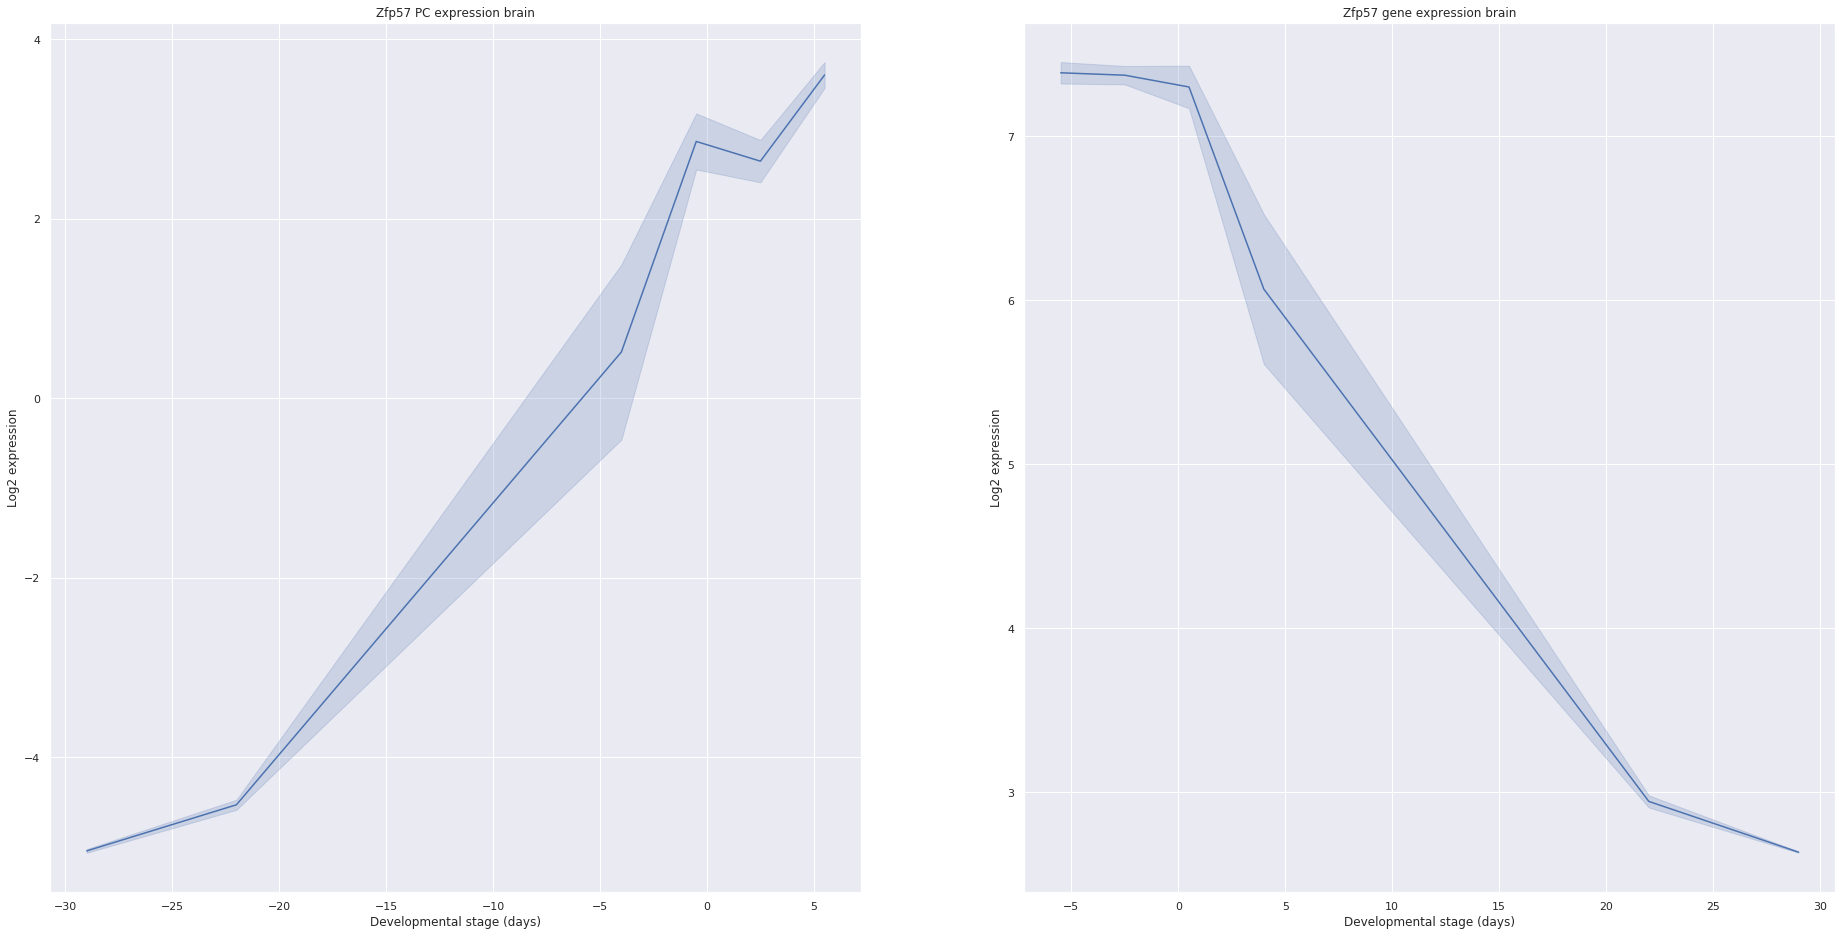 Zfp57 PC expression brain
4
2
0
−2
−4
Log2 expression
−30 −25 −20 −15 −10 −5 0 5
Developmental stage (days)
Zfp57 gene expression brain
7
6
5
4
3
Log2 expression
−5 0 5 10 15 20 25 30
Developmental stage (days)